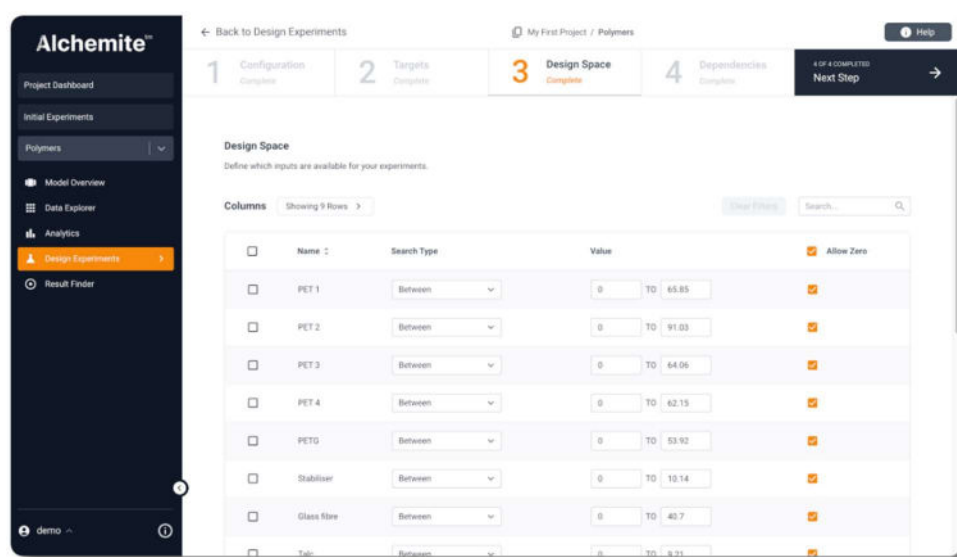 Alchemite™
Project Dashboard
Initial Experiments
Polymers
Model Overview
Data Explorer
Analytics
Design Experiments
Result Finder
demo
← Back to Design Experiments
My First Project / Polymers
Help
1 Configuration
Complete
2 Targets
Complete
3 Design Space
Complete
4 Dependencies
Complete
4 OF 4 COMPLETED
Next Step
Design Space
Define which inputs are available for your experiments.
Columns Showing 9 Rows >
Clear Filters
Search...
Name Search Type Value Allow Zero
PET 1 Between 0 TO 65.85
PET 2 Between 0 TO 91.03
PET 3 Between 0 TO 64.06
PET 4 Between 0 TO 62.15
PETG Between 0 TO 53.92
Stabiliser Between 0 TO 10.14
Glass fibre Between 0 TO 40.7
Talc Between 0 TO 9.21